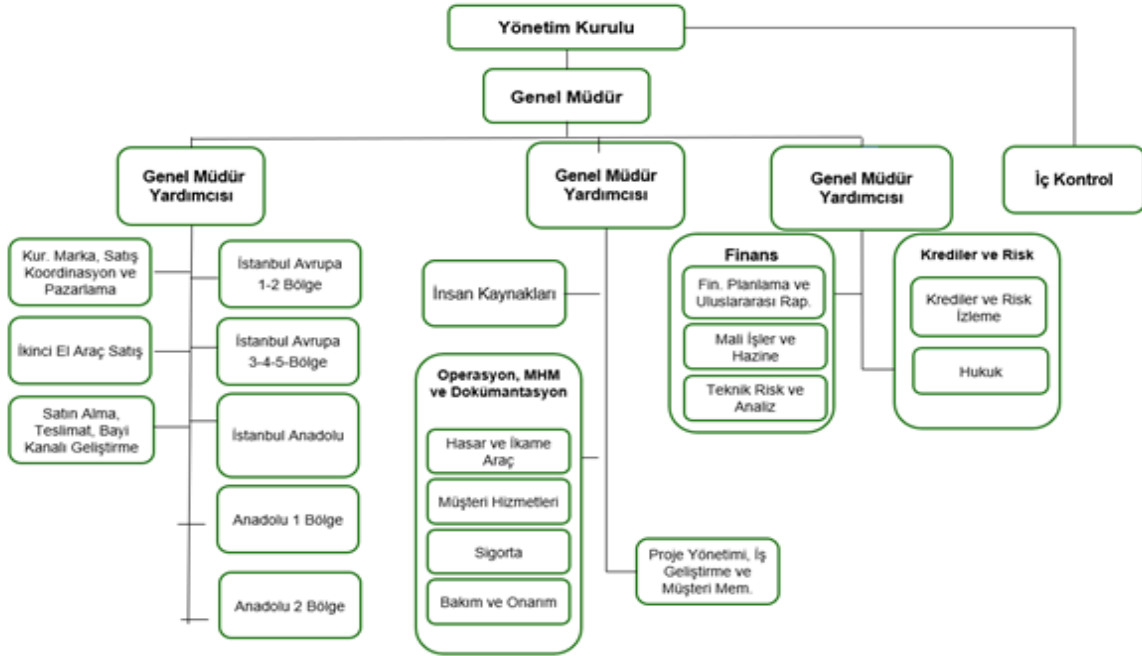 Yönetim Kurulu
Genel Müdür
Genel Müdür
Yardımcısı
Genel Müdür
Yardımcısı
Genel Müdür
Yardımcısı
İç Kontrol
Kur. Marka, Satış
Koordinasyon ve
Pazarlama
İkinci El Araç Satış
Satın Alma,
Teslimat, Bayi
Kanalı Geliştirme
İstanbul Avrupa
1-2 Bölge
İstanbul Avrupa
3-4-5-Bölge
İstanbul Anadolu
Anadolu 1 Bölge
Anadolu 2 Bölge
İnsan Kaynakları
Operasyon, MHM
ve Dokümantasyon
Hasar ve İkame
Araç
Müşteri Hizmetleri
Sigorta
Bakım ve Onarım
Proje Yönetimi, İş
Geliştirme ve
Müşteri Mem.
Finans
Fin. Planlama ve
Uluslararası Rap.
Mali İşler ve
Hazine
Teknik Risk ve
Analiz
Krediler ve Risk
Krediler ve Risk
İzleme
Hukuk